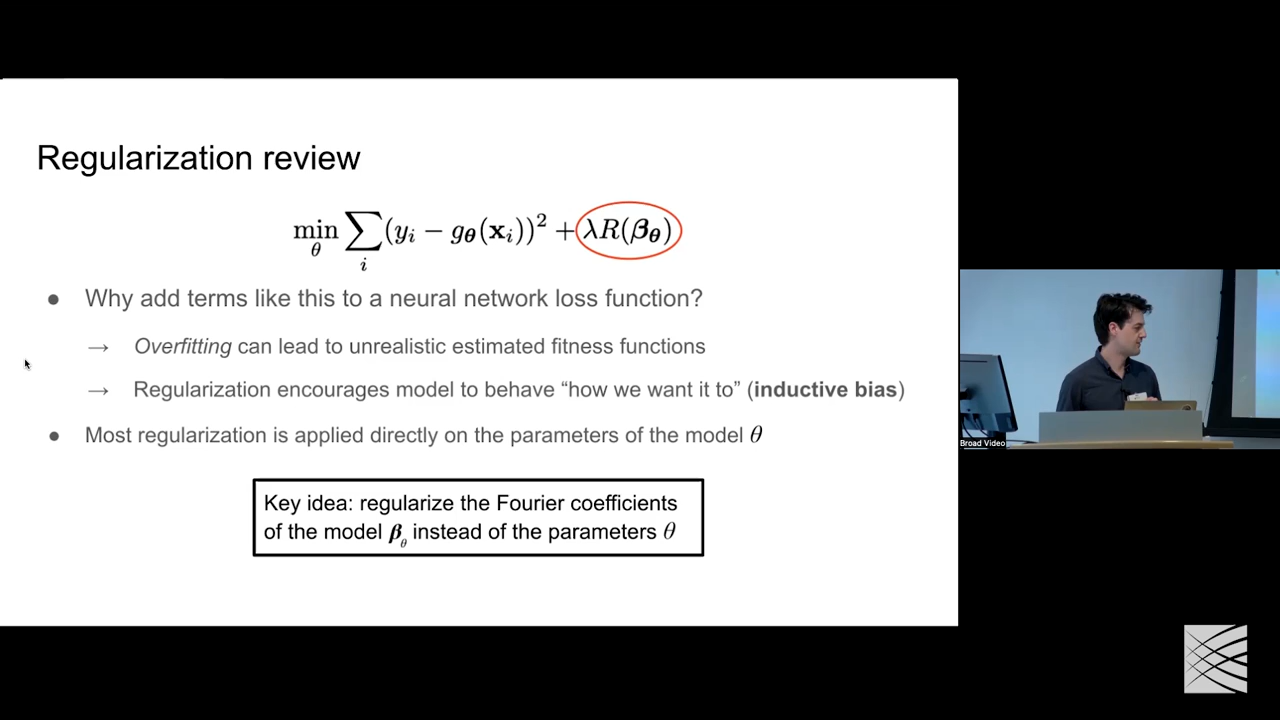 Regularization review
min_θ ∑_i (y_i − g_θ(x_i))² + λR(β_θ)
● Why add terms like this to a neural network loss function?
→ Overfitting can lead to unrealistic estimated fitness functions
→ Regularization encourages model to behave “how we want it to” (inductive bias)
● Most regularization is applied directly on the parameters of the model θ
Key idea: regularize the Fourier coefficients
of the model β_θ instead of the parameters θ
Broad Video